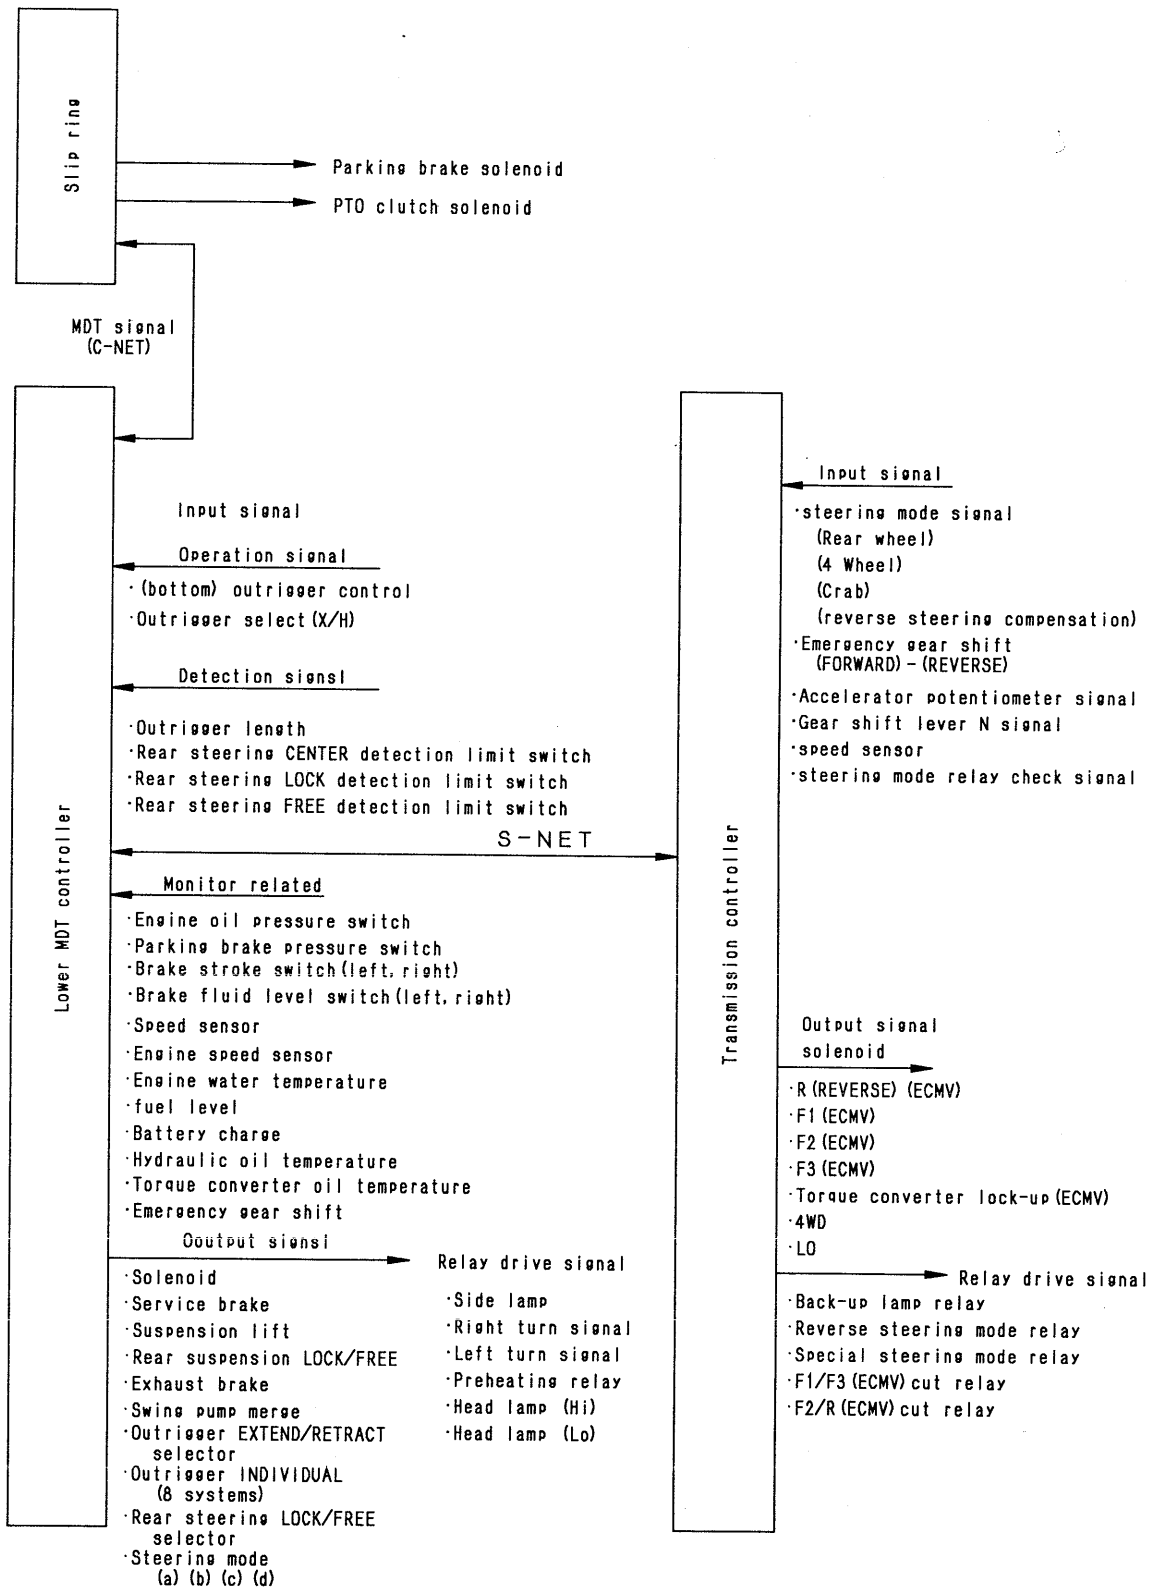 Slip ring
Parking brake solenoid
PTO clutch solenoid
MDT signal
(C-NET)
Lower MDT controller
Input signal
Operation signal
·(bottom) outrigger control
·Outrigger select(X/H)
Detection signsl
·Outrigger length
·Rear steering CENTER detection limit switch
·Rear steering LOCK detection limit switch
·Rear steering FREE detection limit switch
S-NET
Monitor related
·Engine oil pressure switch
·Parking brake pressure switch
·Brake stroke switch(left, right)
·Brake fluid level switch(left, right)
·Speed sensor
·Engine speed sensor
·Engine water temperature
·fuel level
·Battery charge
·Hydraulic oil temperature
·Torque converter oil temperature
·Emergency gear shift
Ooutput signsi
·Solenoid
·Service brake
·Suspension lift
·Rear suspension LOCK/FREE
·Exhaust brake
·Swing pump merge
·Outrigger EXTEND/RETRACT
selector
·Outrigger INDIVIDUAL
(8 systems)
·Rear steering LOCK/FREE
selector
·Steering mode
(a) (b) (c) (d)
Relay drive signal
·Side lamp
·Right turn signal
·Left turn signal
·Preheating relay
·Head lamp (Hi)
·Head lamp (Lo)
Transmission controller
Input signal
·steering mode signal
(Rear wheel)
(4 Wheel)
(Crab)
(reverse steering compensation)
·Emergency gear shift
(FORWARD)-(REVERSE)
·Accelerator potentiometer signal
·Gear shift lever N signal
·speed sensor
·steering mode relay check signal
Output signal
solenoid
·R(REVERSE) (ECMV)
·F1(ECMV)
·F2(ECMV)
·F3(ECMV)
·Torque converter lock-up(ECMV)
·4WD
·LO
Relay drive signal
·Back-up lamp relay
·Reverse steering mode relay
·Special steering mode relay
·F1/F3(ECMV)cut relay
·F2/R(ECMV)cut relay